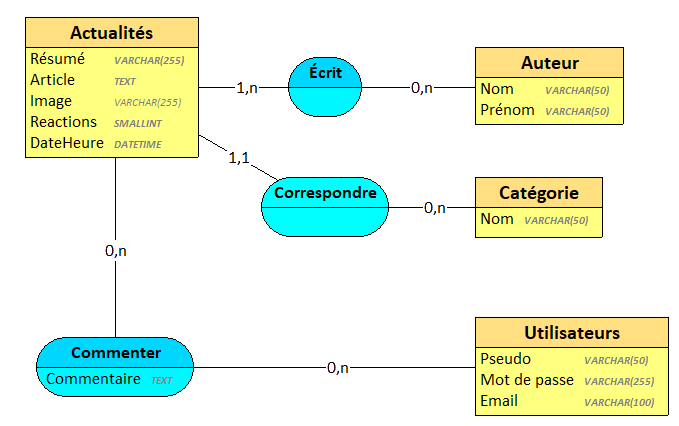 Actualités
Résumé VARCHAR(255)
Article TEXT
Image VARCHAR(255)
Reactions SMALLINT
DateHeure DATETIME
1,n
Écrit
0,n
Auteur
Nom VARCHAR(50)
Prénom VARCHAR(50)
1,1
Correspondre
0,n
Catégorie
Nom VARCHAR(50)
0,n
Commenter
Commentaire TEXT
0,n
Utilisateurs
Pseudo VARCHAR(50)
Mot de passe VARCHAR(255)
Email VARCHAR(100)